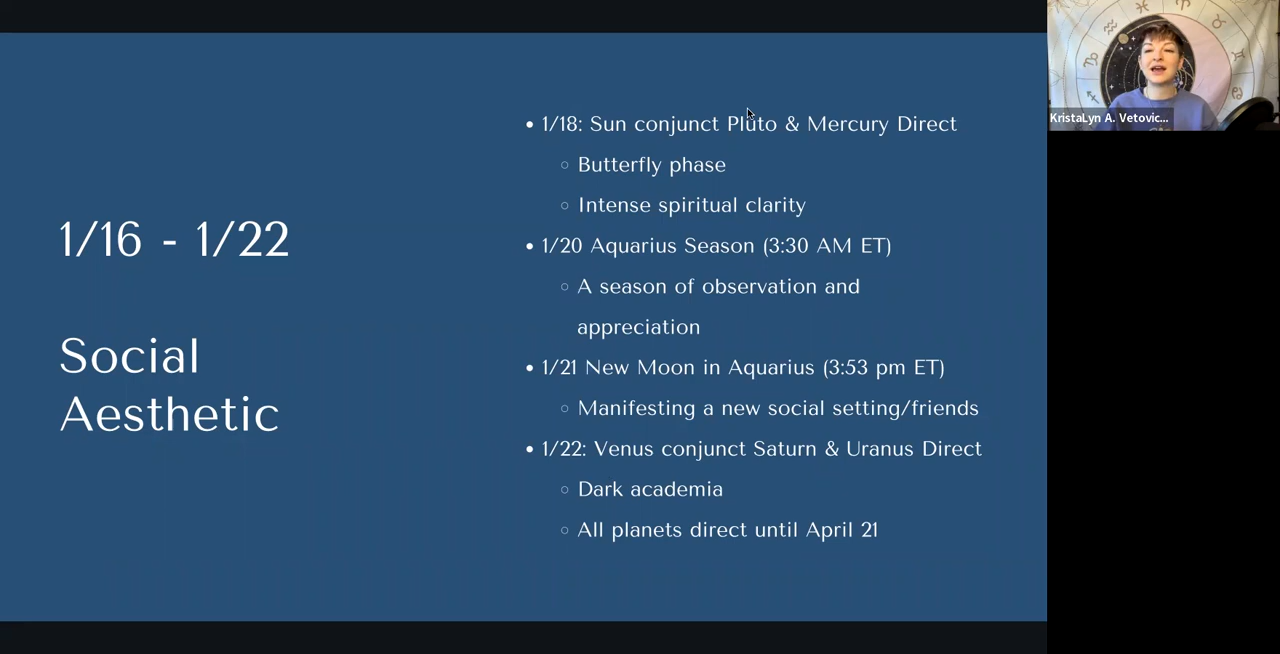 1/16 - 1/22
Social
Aesthetic
• 1/18: Sun conjunct Pluto & Mercury Direct
○ Butterfly phase
○ Intense spiritual clarity
• 1/20 Aquarius Season (3:30 AM ET)
○ A season of observation and
appreciation
• 1/21 New Moon in Aquarius (3:53 pm ET)
○ Manifesting a new social setting/friends
• 1/22: Venus conjunct Saturn & Uranus Direct
○ Dark academia
○ All planets direct until April 21
KristaLyn A. Vetovic...